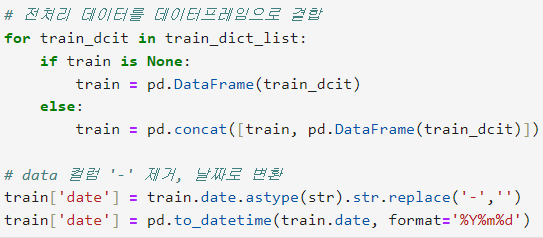 # 전처리 데이터를 데이터프레임으로 결합
for train_dcit in train_dict_list:
    if train is None:
        train = pd.DataFrame(train_dcit)
    else:
        train = pd.concat([train, pd.DataFrame(train_dcit)])

# data 컬럼 '-' 제거, 날짜로 변환
train['date'] = train.date.astype(str).str.replace('-','')
train['date'] = pd.to_datetime(train.date, format='%Y%m%d')